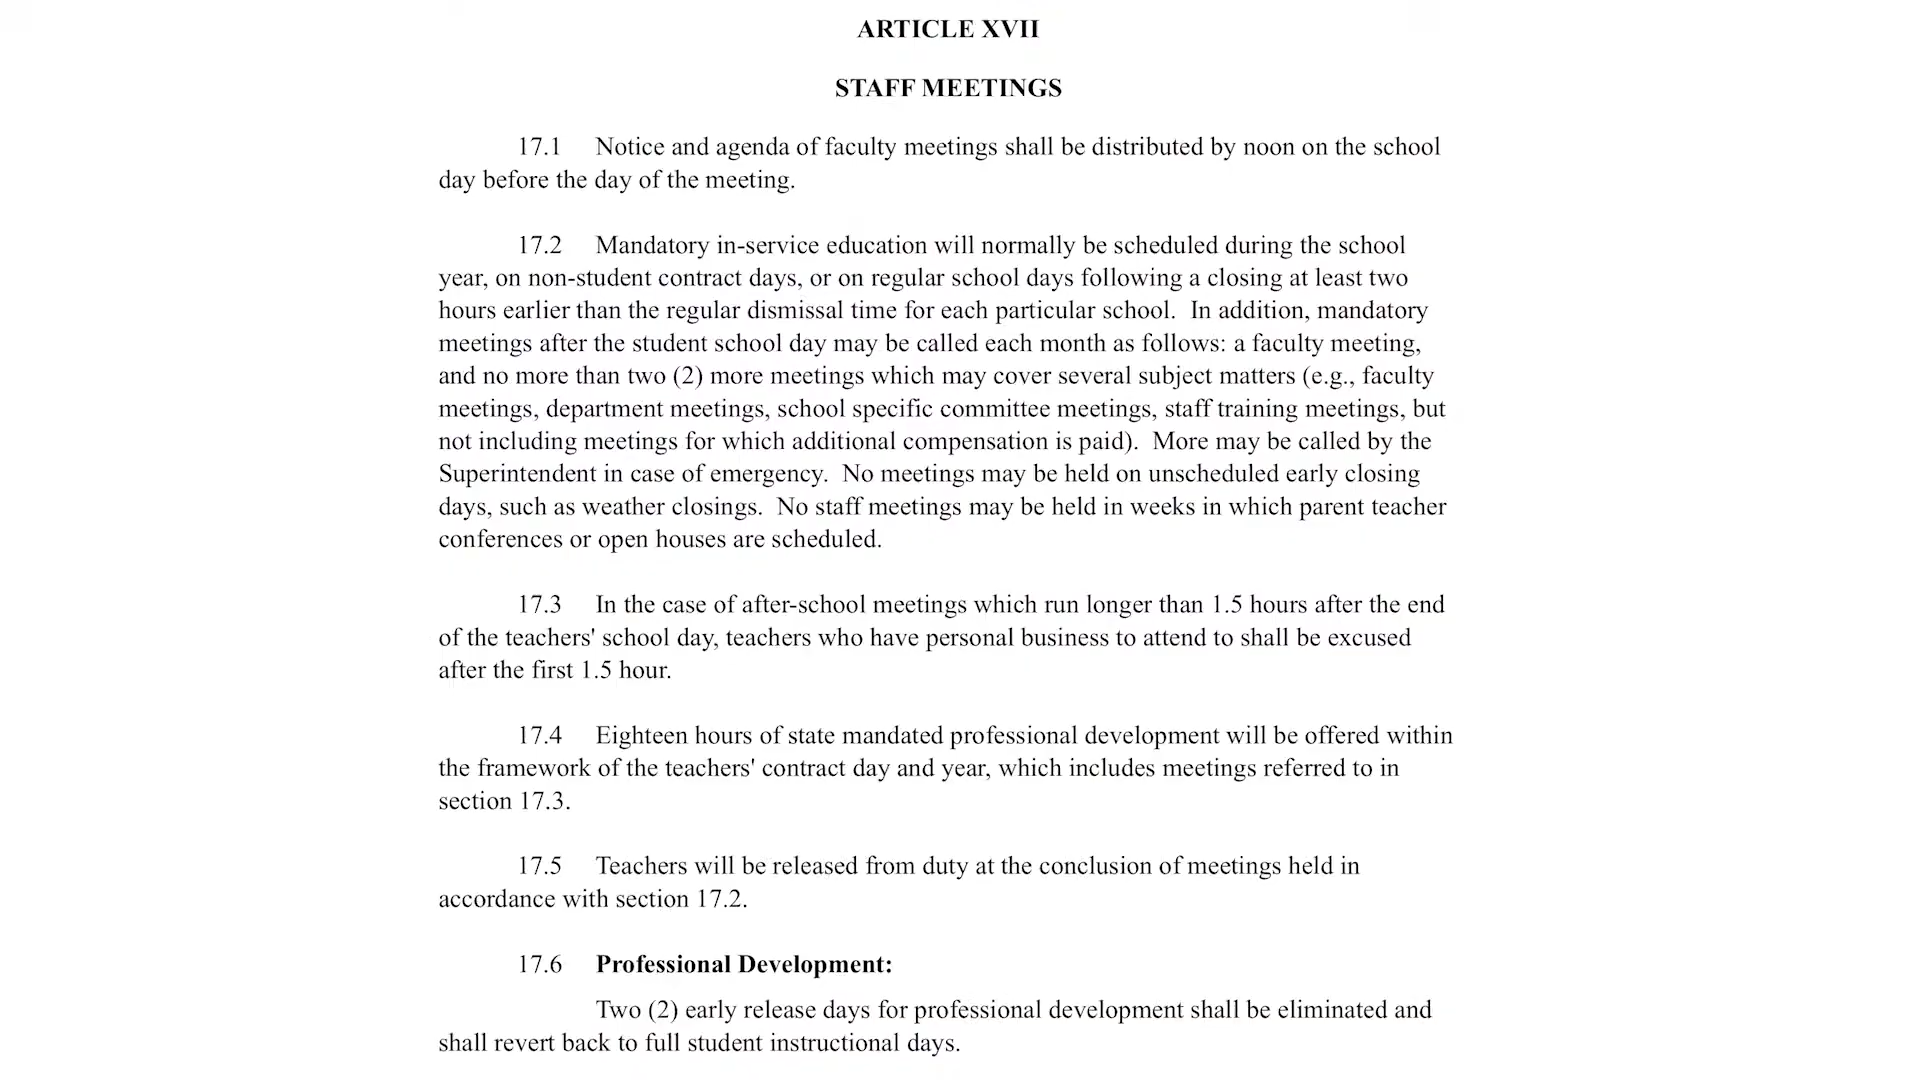 ARTICLE XVII
STAFF MEETINGS
17.1 Notice and agenda of faculty meetings shall be distributed by noon on the school
day before the day of the meeting.
17.2 Mandatory in-service education will normally be scheduled during the school
year, on non-student contract days, or on regular school days following a closing at least two
hours earlier than the regular dismissal time for each particular school. In addition, mandatory
meetings after the student school day may be called each month as follows: a faculty meeting,
and no more than two (2) more meetings which may cover several subject matters (e.g., faculty
meetings, department meetings, school specific committee meetings, staff training meetings, but
not including meetings for which additional compensation is paid). More may be called by the
Superintendent in case of emergency. No meetings may be held on unscheduled early closing
days, such as weather closings. No staff meetings may be held in weeks in which parent teacher
conferences or open houses are scheduled.
17.3 In the case of after-school meetings which run longer than 1.5 hours after the end
of the teachers' school day, teachers who have personal business to attend to shall be excused
after the first 1.5 hour.
17.4 Eighteen hours of state mandated professional development will be offered within
the framework of the teachers' contract day and year, which includes meetings referred to in
section 17.3.
17.5 Teachers will be released from duty at the conclusion of meetings held in
accordance with section 17.2.
17.6 Professional Development:
Two (2) early release days for professional development shall be eliminated and
shall revert back to full student instructional days.